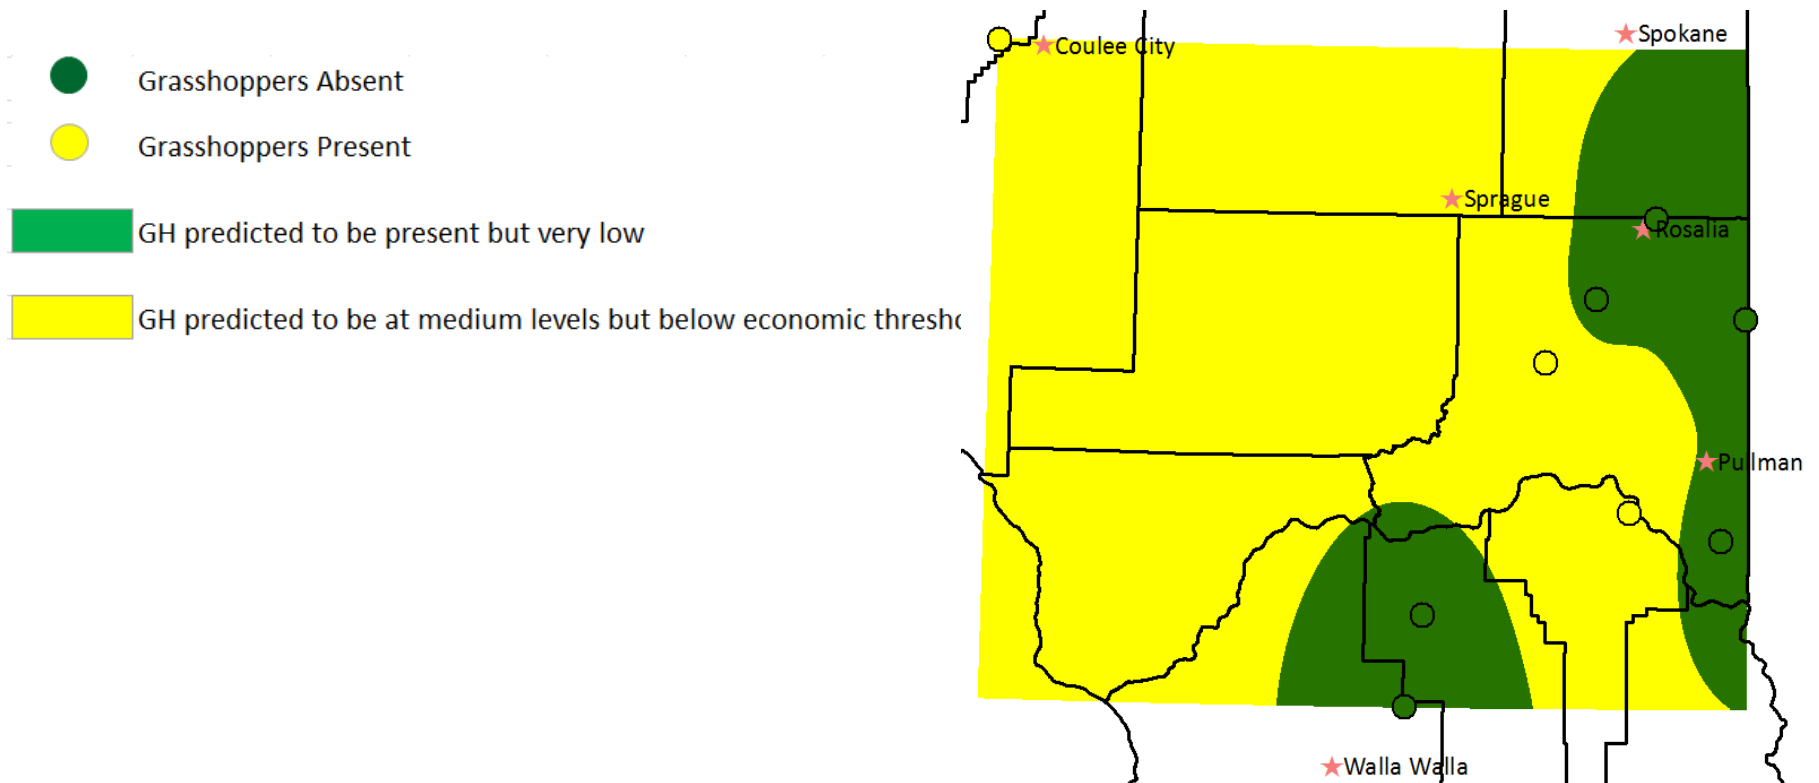 Grasshoppers Absent
Grasshoppers Present
GH predicted to be present but very low
GH predicted to be at medium levels but below economic thresho
Coulee City
Spokane
Sprague
Rosalia
Pullman
Walla Walla